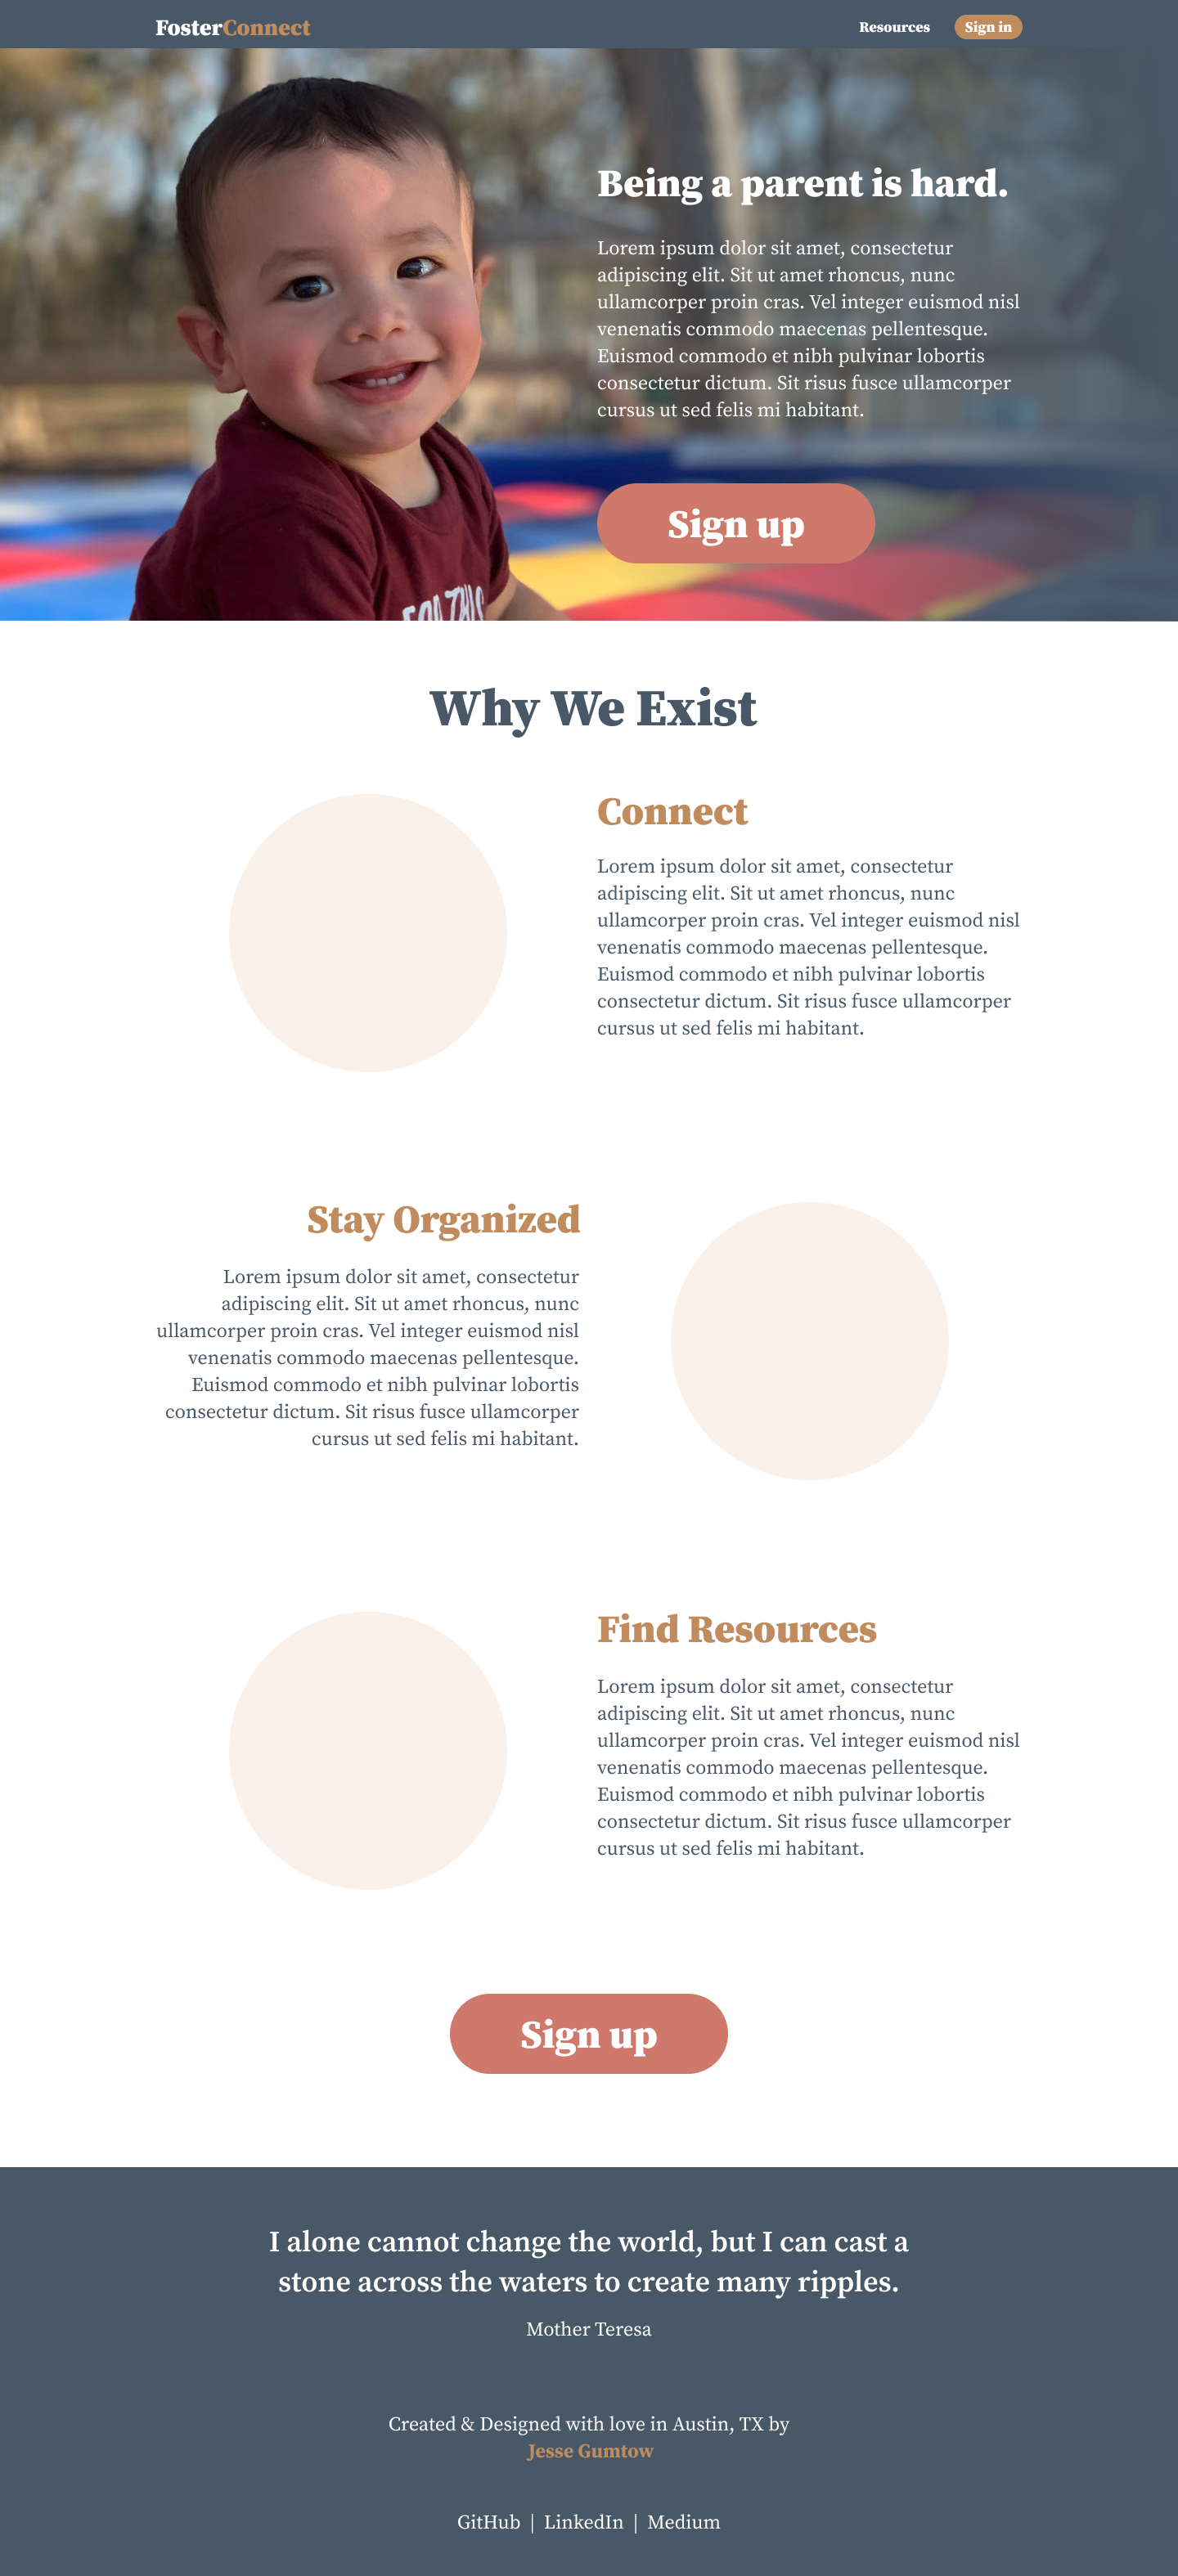 FosterConnect
Resources
Sign in
Being a parent is hard.
Lorem ipsum dolor sit amet, consectetur
adipiscing elit. Sit ut amet rhoncus, nunc
ullamcorper proin cras. Vel integer euismod nisl
venenatis commodo maecenas pellentesque.
Euismod commodo et nibh pulvinar lobortis
consectetur dictum. Sit risus fusce ullamcorper
cursus ut sed felis mi habitant.
Sign up
Why We Exist
Connect
Lorem ipsum dolor sit amet, consectetur
adipiscing elit. Sit ut amet rhoncus, nunc
ullamcorper proin cras. Vel integer euismod nisl
venenatis commodo maecenas pellentesque.
Euismod commodo et nibh pulvinar lobortis
consectetur dictum. Sit risus fusce ullamcorper
cursus ut sed felis mi habitant.
Stay Organized
Lorem ipsum dolor sit amet, consectetur
adipiscing elit. Sit ut amet rhoncus, nunc
ullamcorper proin cras. Vel integer euismod nisl
venenatis commodo maecenas pellentesque.
Euismod commodo et nibh pulvinar lobortis
consectetur dictum. Sit risus fusce ullamcorper
cursus ut sed felis mi habitant.
Find Resources
Lorem ipsum dolor sit amet, consectetur
adipiscing elit. Sit ut amet rhoncus, nunc
ullamcorper proin cras. Vel integer euismod nisl
venenatis commodo maecenas pellentesque.
Euismod commodo et nibh pulvinar lobortis
consectetur dictum. Sit risus fusce ullamcorper
cursus ut sed felis mi habitant.
Sign up
I alone cannot change the world, but I can cast a
stone across the waters to create many ripples.
Mother Teresa
Created & Designed with love in Austin, TX by
Jesse Gumtow
GitHub | LinkedIn | Medium